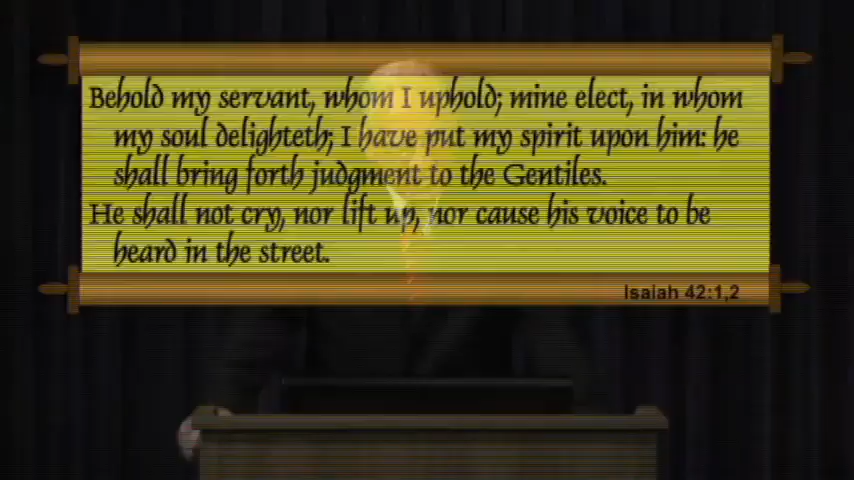 Behold my servant, whom I uphold; mine elect, in whom
my soul delighteth; I have put my spirit upon him: he
shall bring forth judgment to the Gentiles.
He shall not cry, nor lift up, nor cause his voice to be
heard in the street.
Isaiah 42:1,2